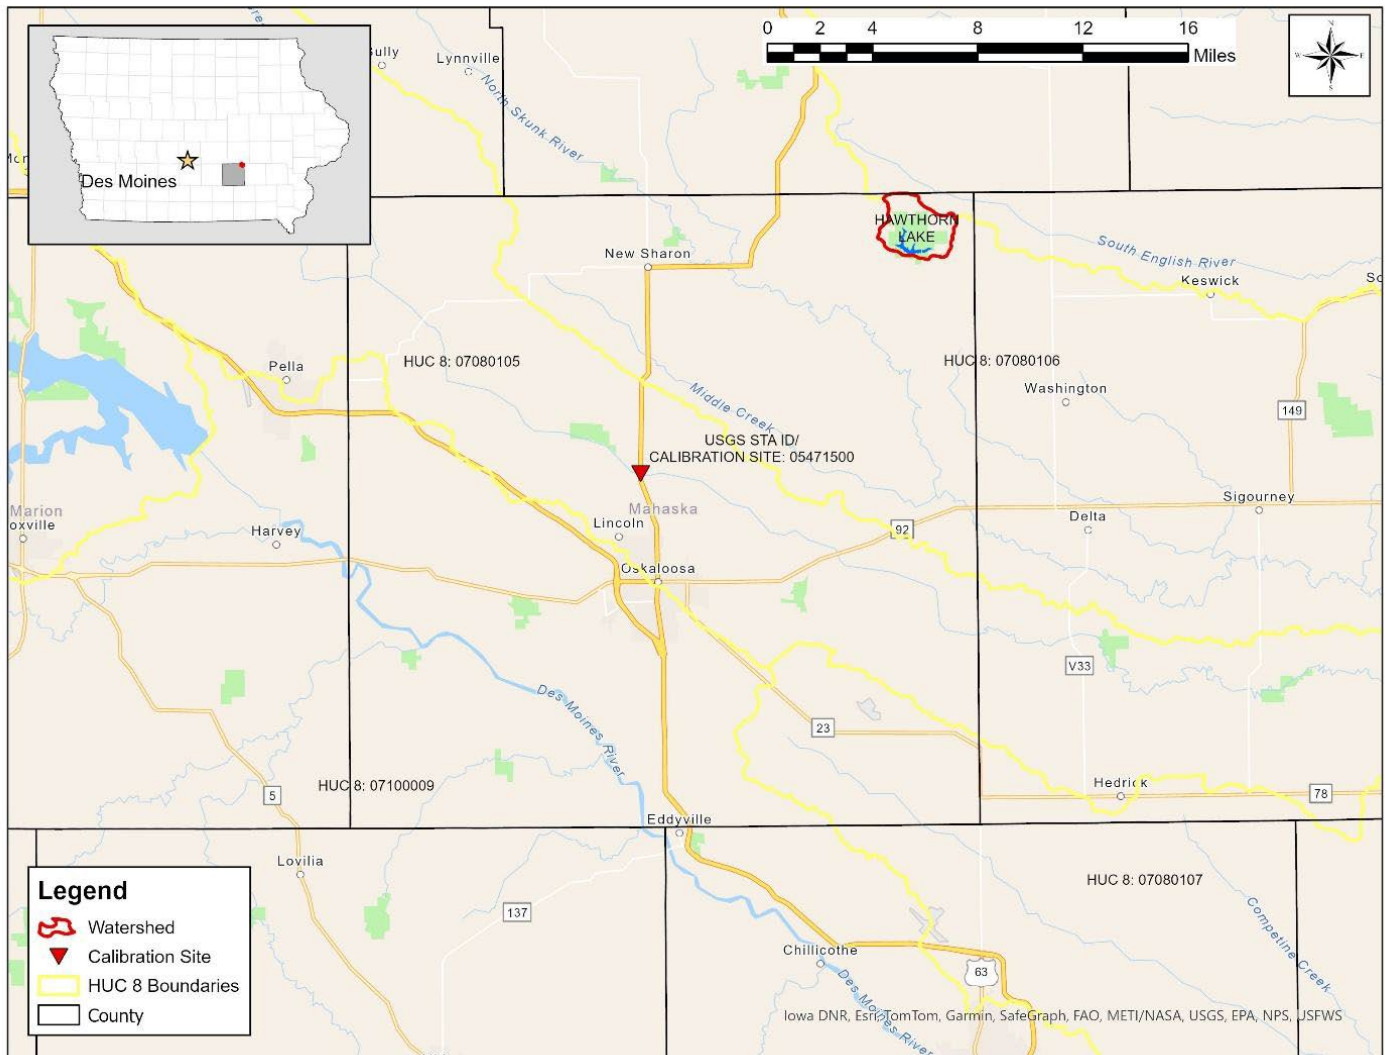 0 2 4 8 12 16
Miles
N
W E
S
Lynnville
North Skunk River
Des Moines
HAWTHORN
LAKE
South English River
New Sharon
Keswick
HUC 8: 07080105
HUC 8: 07080106
Pella
Washington
Middle Creek
149
USGS STA ID/
CALIBRATION SITE: 05471500
Sigourney
Marion
oxville
Mahaska
Lincoln
Delta
92
Harvey
Oskaloosa
V33
Des Moines River
23
HUC 8: 07100009
5
Hedrick
78
Eddyville
Lovilia
HUC 8: 07080107
137
Competine Creek
Chillicothe
63
Des Moines River
Legend
Watershed
Calibration Site
HUC 8 Boundaries
County
Iowa DNR, Esri, TomTom, Garmin, SafeGraph, FAO, METI/NASA, USGS, EPA, NPS, USFWS